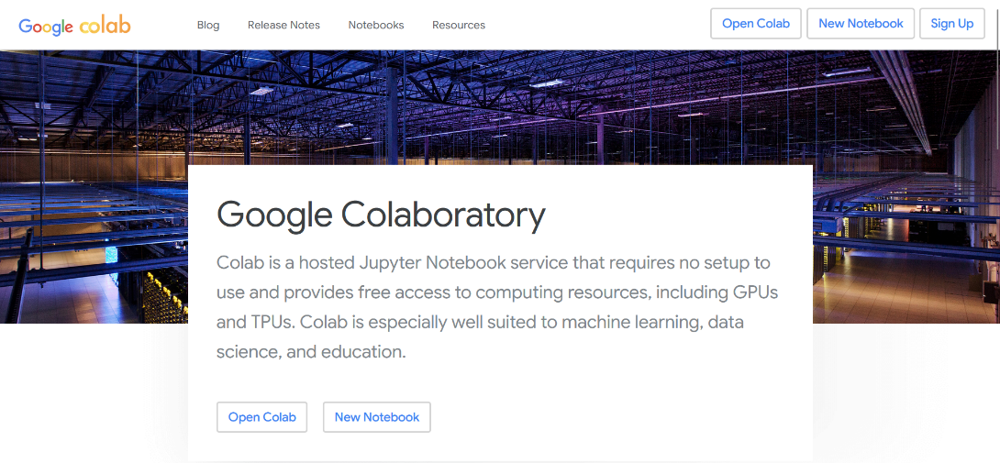 Google colab
Blog
Release Notes
Notebooks
Resources
Open Colab
New Notebook
Sign Up
Google Colaboratory
Colab is a hosted Jupyter Notebook service that requires no setup to
use and provides free access to computing resources, including GPUs
and TPUs. Colab is especially well suited to machine learning, data
science, and education.
Open Colab
New Notebook